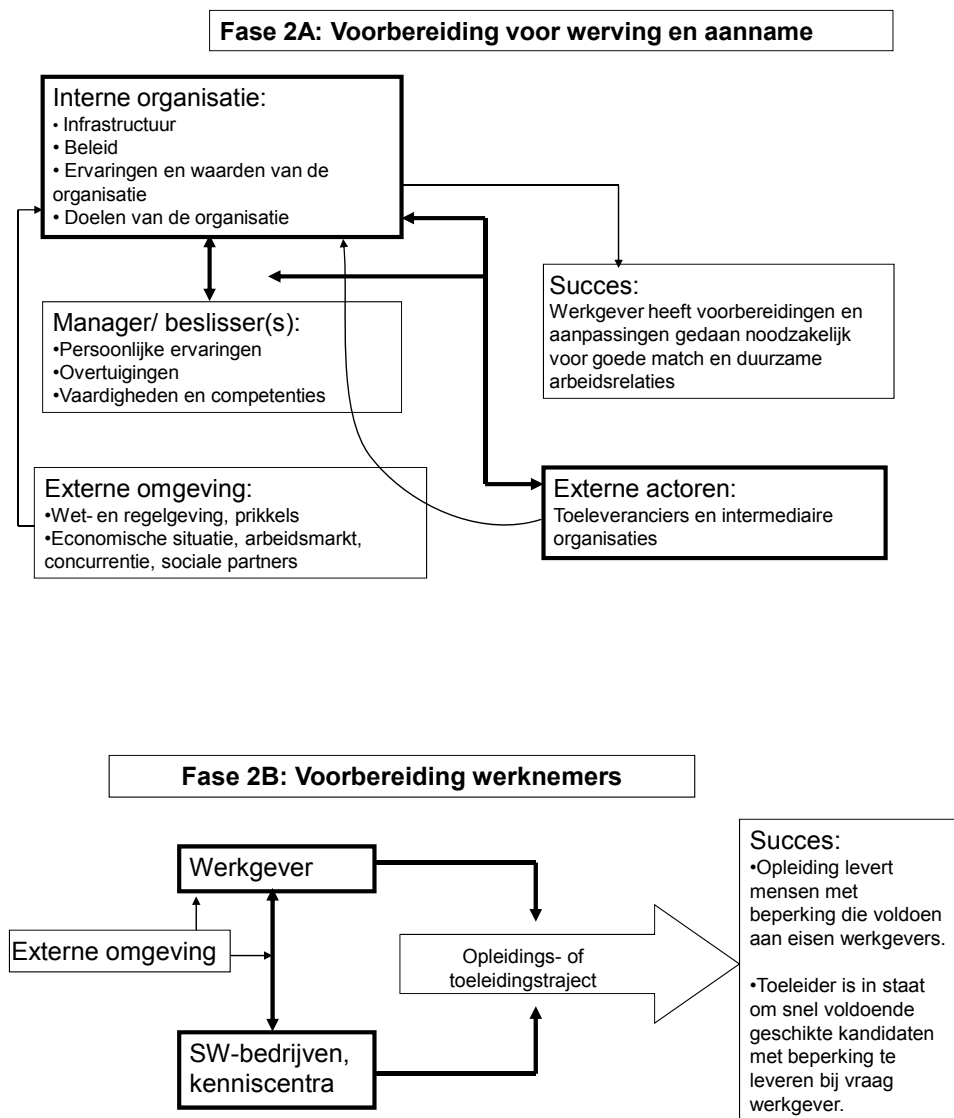 Fase 2A: Voorbereiding voor werving en aanname
Interne organisatie:
• Infrastructuur
• Beleid
• Ervaringen en waarden van de
organisatie
• Doelen van de organisatie
Succes:
Werkgever heeft voorbereidingen en
aanpassingen gedaan noodzakelijk
voor goede match en duurzame
arbeidsrelaties
Manager/ beslisser(s):
•Persoonlijke ervaringen
•Overtuigingen
•Vaardigheden en competenties
Externe omgeving:
•Wet- en regelgeving, prikkels
•Economische situatie, arbeidsmarkt,
concurrentie, sociale partners
Externe actoren:
Toeleveranciers en intermediaire
organisaties
Fase 2B: Voorbereiding werknemers
Werkgever
Externe omgeving
SW-bedrijven,
kenniscentra
Opleidings- of
toeleidingstraject
Succes:
•Opleiding levert
mensen met
beperking die voldoen
aan eisen werkgevers.
•Toeleider is in staat
om snel voldoende
geschikte kandidaten
met beperking te
leveren bij vraag
werkgever.